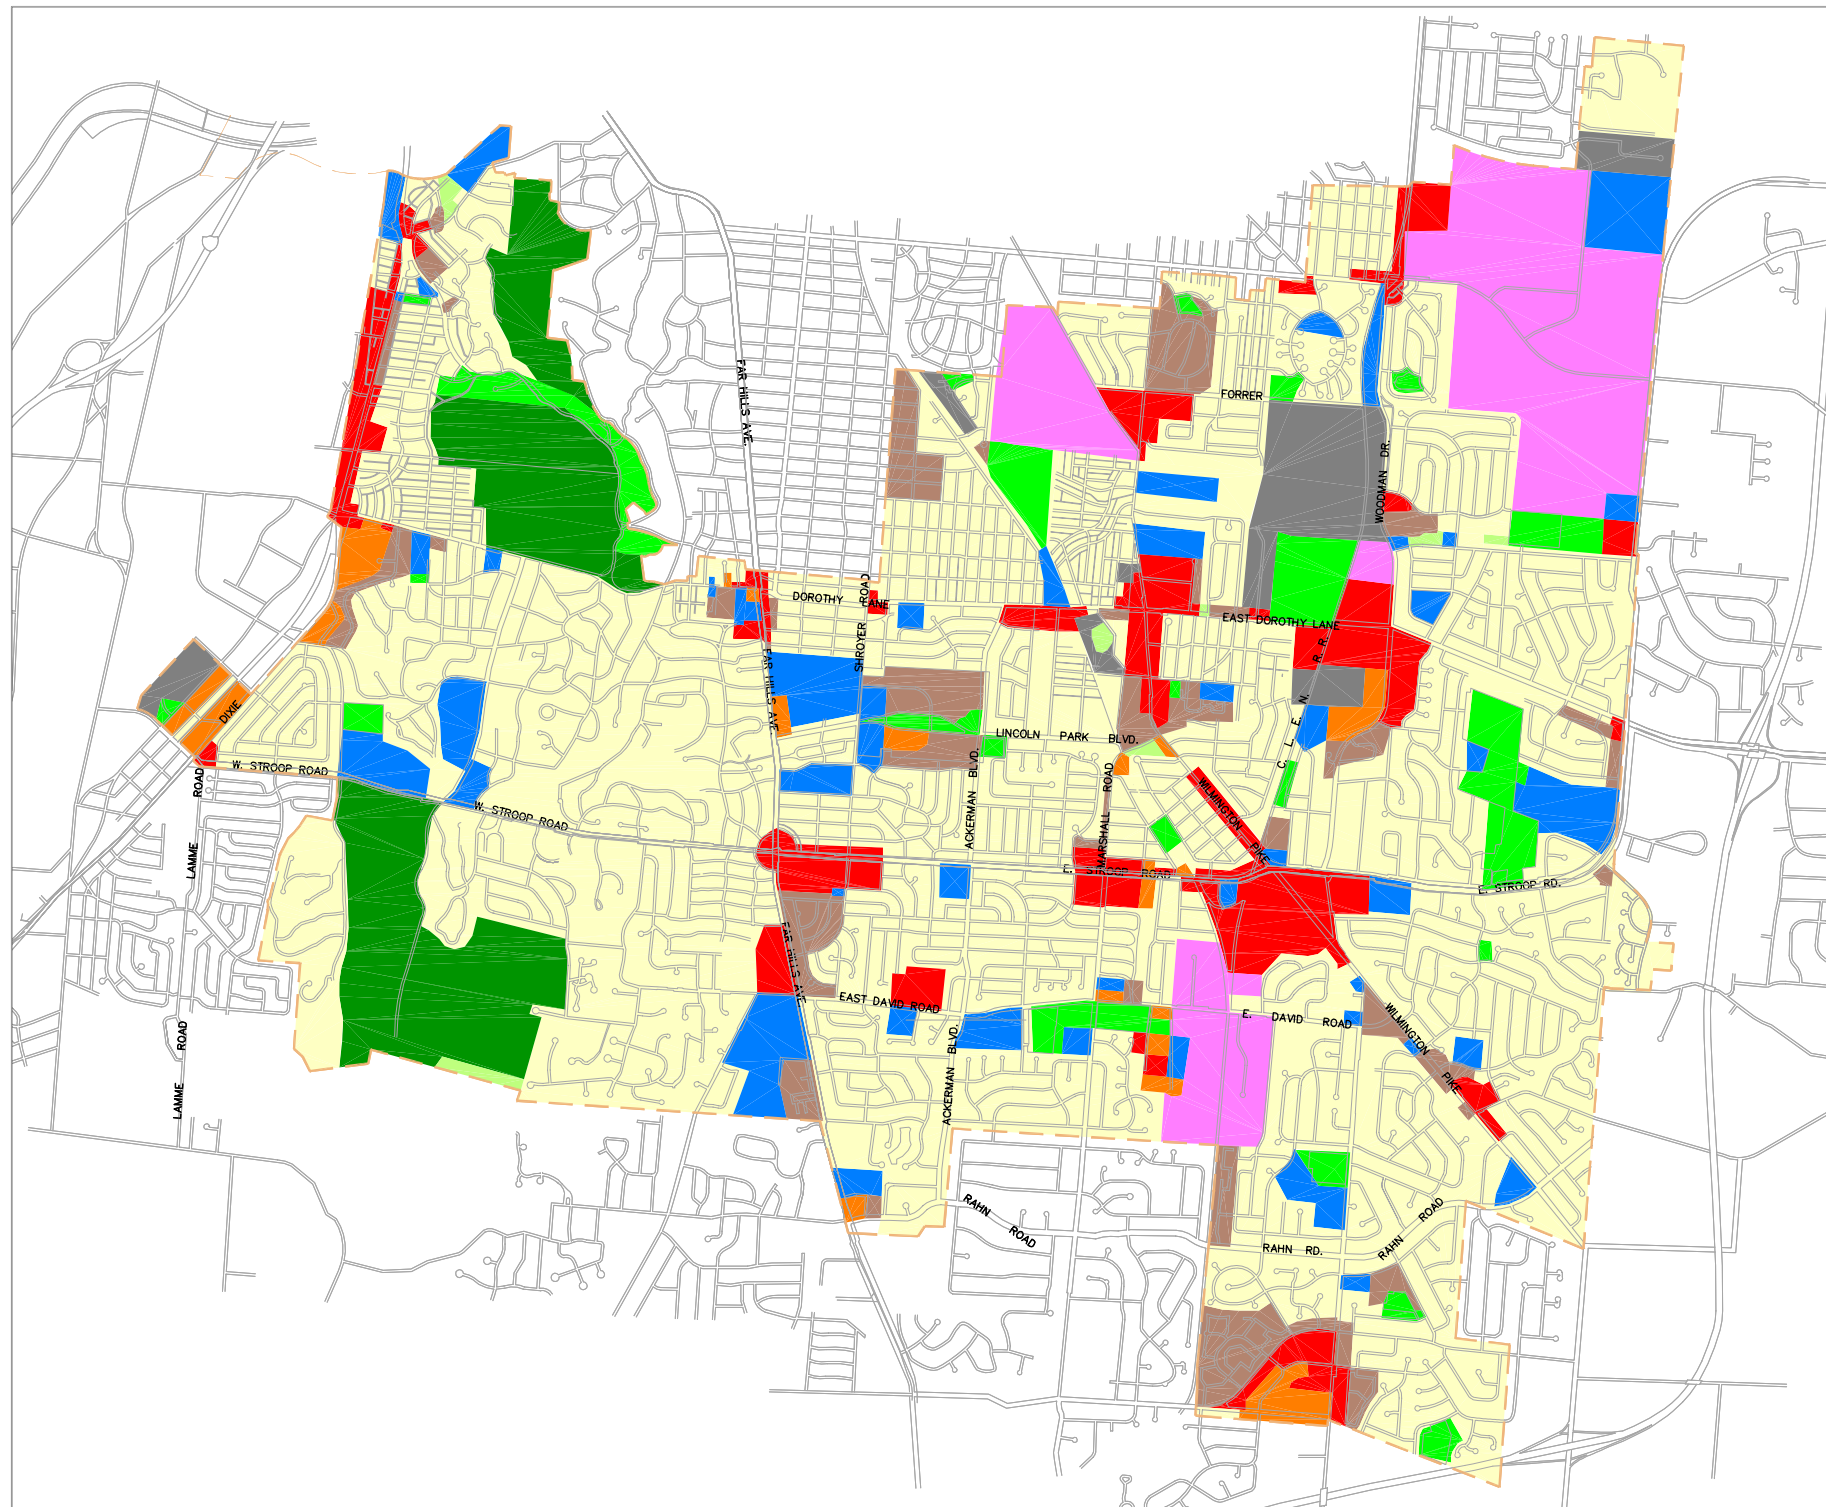 FAR HILLS AVE.
FORRER
WOODMAN DR.
DOROTHY LANE
SHROYER ROAD
EAST DOROTHY LANE
FAR HILLS AVE.
C. L. E. N. R.R.
DIXIE
LINCOLN PARK BLVD.
W. STROOP ROAD
LAMME ROAD
W. STROOP ROAD
ACKERMAN BLVD.
MARSHALL ROAD
WILMINGTON PIKE
E. STROOP ROAD
E. STROOP RD.
FAR HILLS AVE.
EAST DAVID ROAD
E. DAVID ROAD
WILMINGTON PIKE
LAMME ROAD
ACKERMAN BLVD.
RAHN ROAD
RAHN RD.
RAHN ROAD